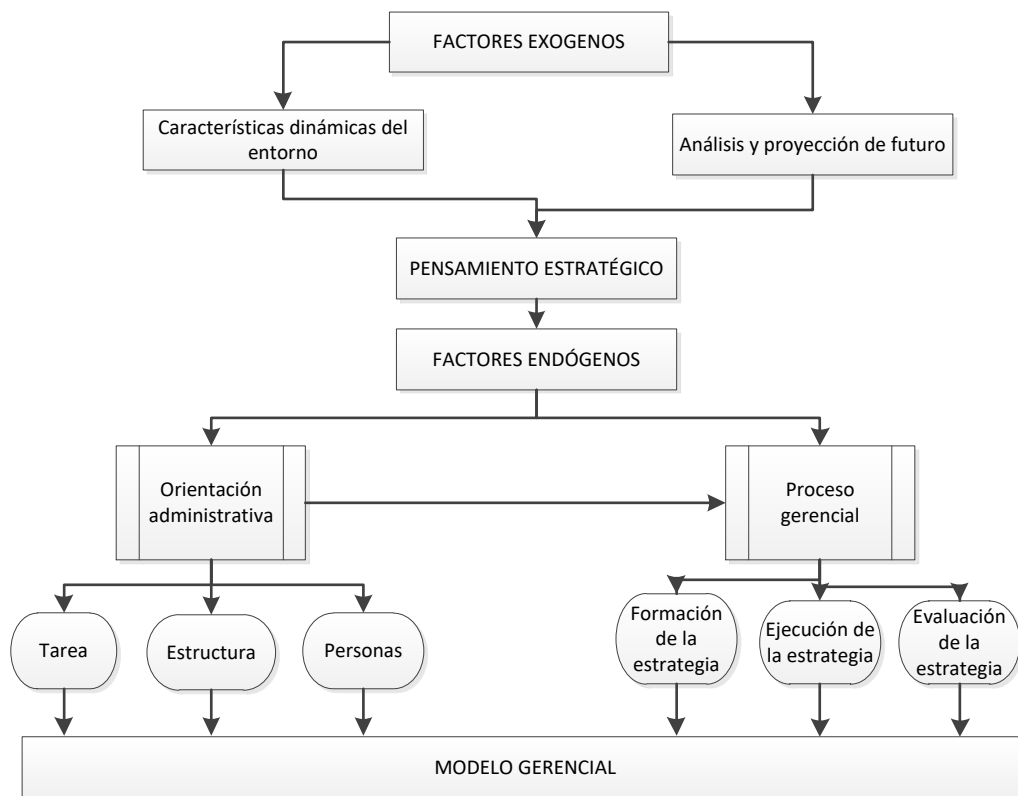 FACTORES EXOGENOS
Características dinámicas del
entorno
Análisis y proyección de futuro
PENSAMIENTO ESTRATÉGICO
FACTORES ENDÓGENOS
Orientación
administrativa
Proceso
gerencial
Tarea
Estructura
Personas
Formación
de la
estrategia
Ejecución de
la estrategia
Evaluación
de la
estrategia
MODELO GERENCIAL